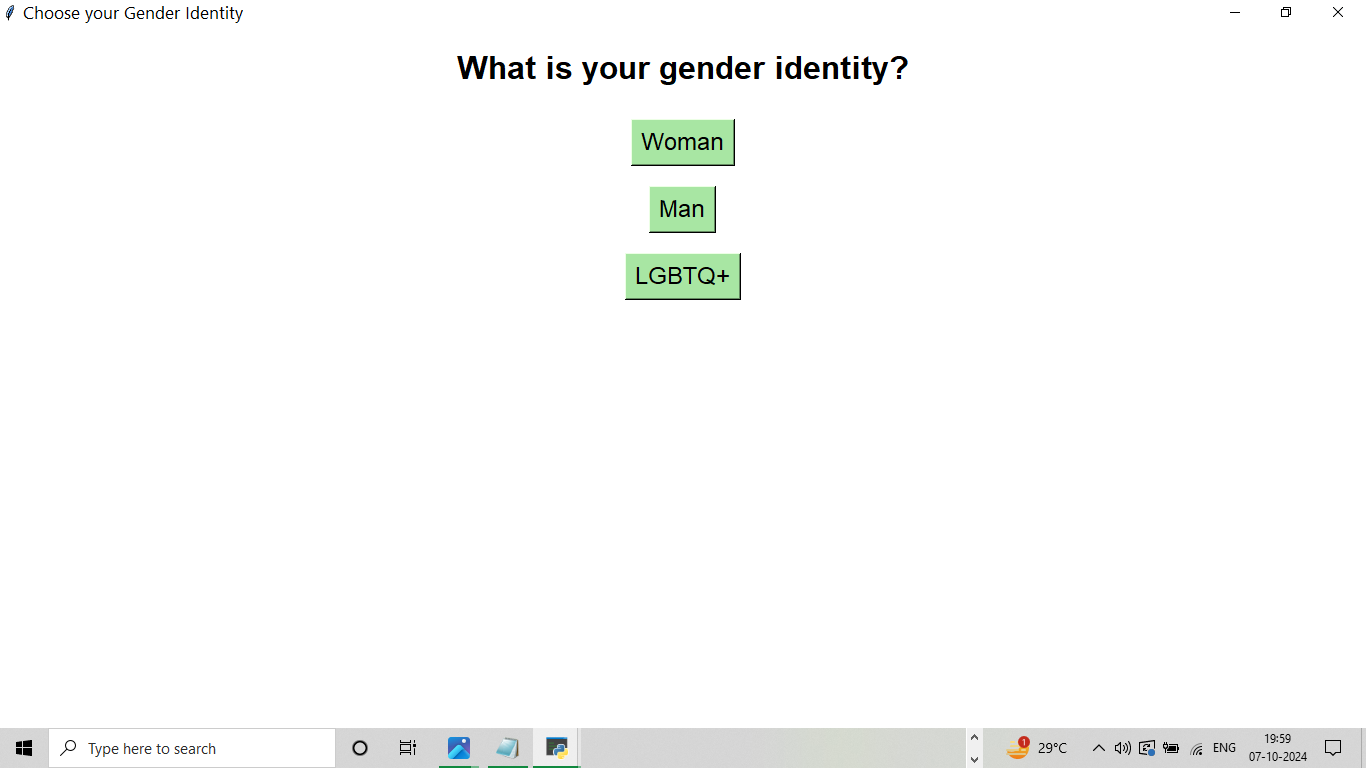 Choose your Gender Identity
What is your gender identity?
Woman
Man
LGBTQ+
Type here to search
1
29°C
ENG
19:59
07-10-2024